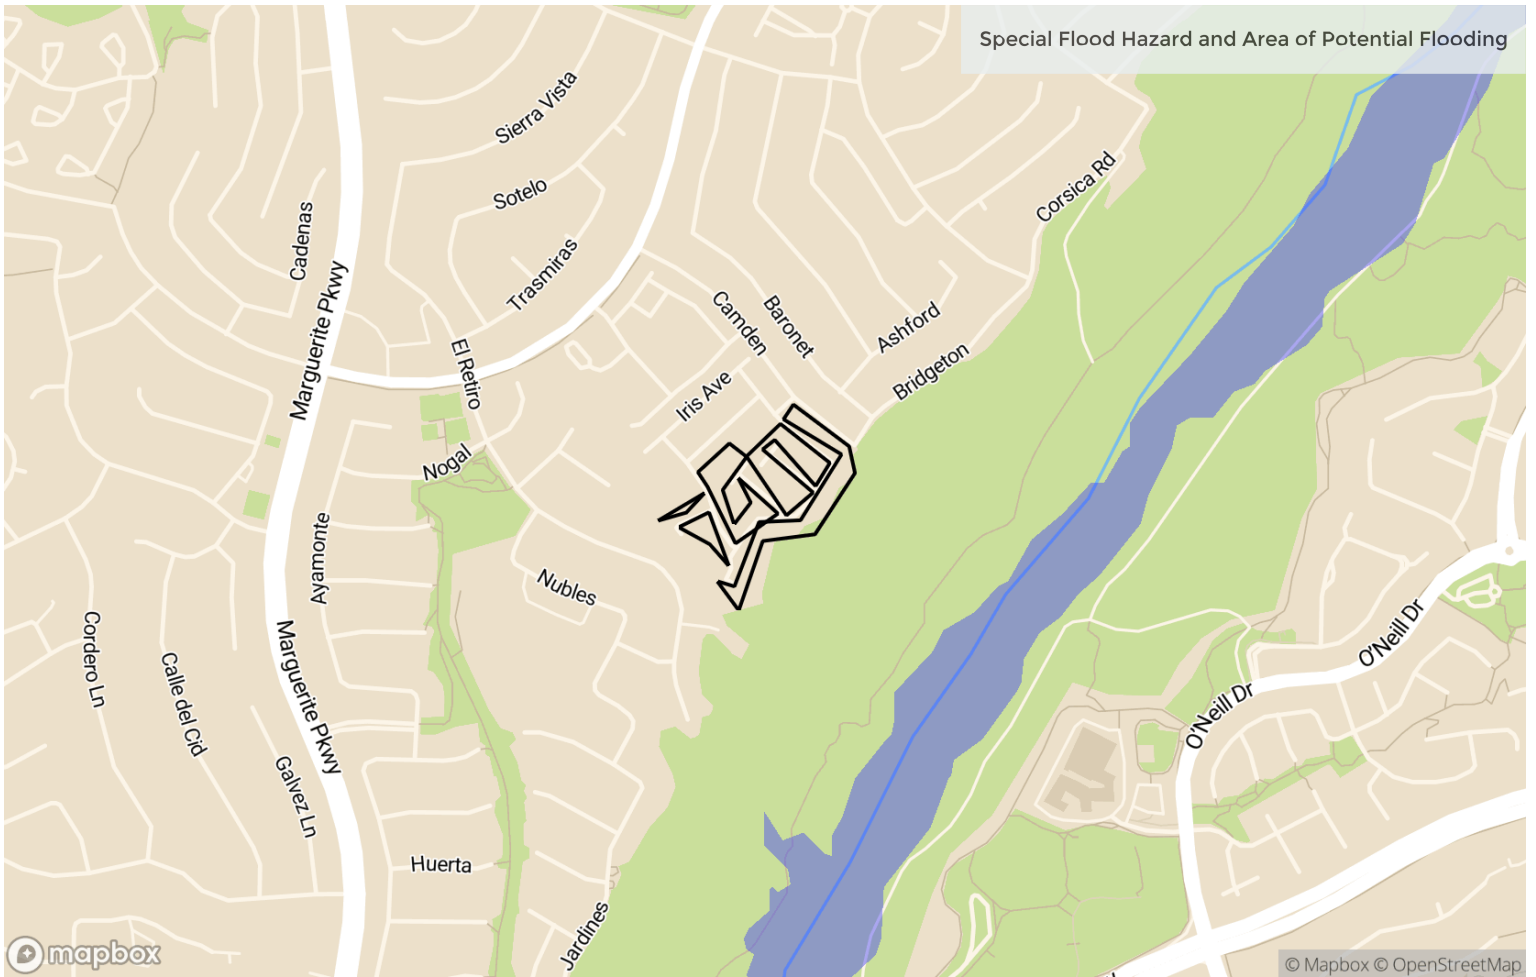 Special Flood Hazard and Area of Potential Flooding
Sierra Vista
Corsica Rd
Sotelo
Cadenas
Trasmiras
Marguerite Pkwy
Camden
Baronet
Ashford
El Retiro
Bridgeton
Iris Ave
Nogal
Ayamonte
Nubles
O'Neill Dr
Cordero Ln
Calle del Cid
Marguerite Pkwy
O'Neill Dr
Galvez Ln
Huerta
Jardines
mapbox
© Mapbox © OpenStreetMap